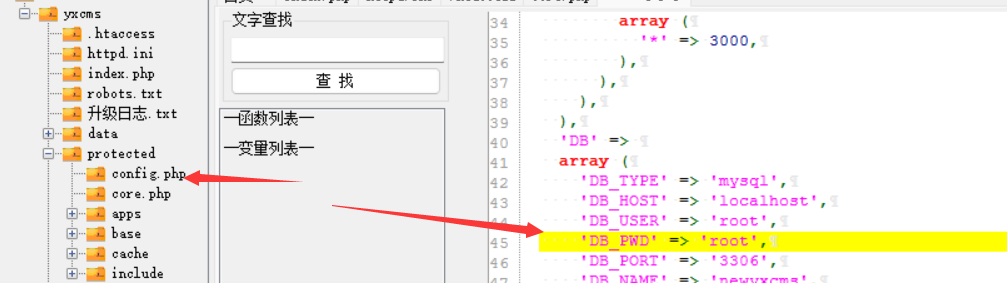 yxcms
.htaccess
httpd.ini
index.php
robots.txt
升级日志.txt
data
protected
config.php
core.php
apps
base
cache
include
文字查找
查 找
—函数列表—
—变量列表—
34 array (
35 '*' => 3000,
36 ),
37 ),
38 ),
39 ),
40 'DB' =>
41 array (
42 'DB_TYPE' => 'mysql',
43 'DB_HOST' => 'localhost',
44 'DB_USER' => 'root',
45 'DB_PWD' => 'root',
46 'DB_PORT' => '3306',
47 'DB_NAME' => 'newyxcms',